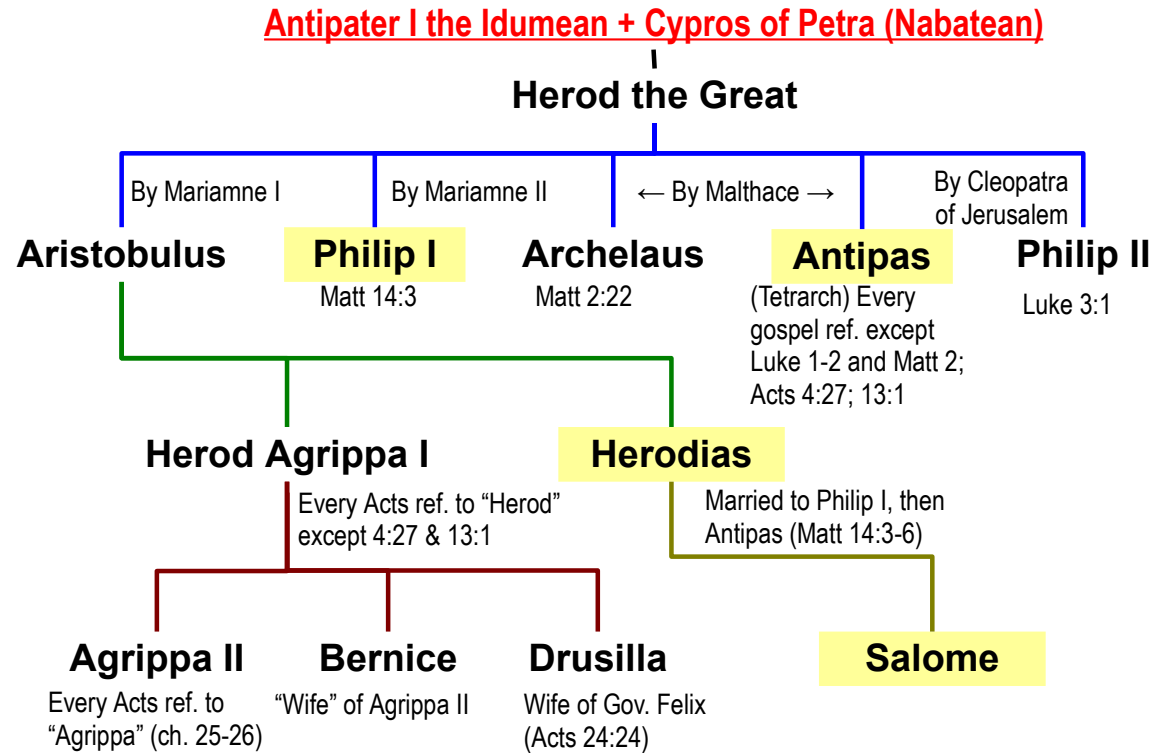 Antipater I the Idumean + Cypros of Petra (Nabatean)
Herod the Great
By Mariamne I
By Mariamne II
← By Malthace →
By Cleopatra
of Jerusalem
Aristobulus
Philip I
Archelaus
Antipas
Philip II
Matt 14:3
Matt 2:22
(Tetrarch) Every
gospel ref. except
Luke 1-2 and Matt 2;
Acts 4:27; 13:1
Luke 3:1
Herod Agrippa I
Herodias
Every Acts ref. to “Herod”
except 4:27 & 13:1
Married to Philip I, then
Antipas (Matt 14:3-6)
Agrippa II
Bernice
Drusilla
Salome
Every Acts ref. to
“Agrippa” (ch. 25-26)
“Wife” of Agrippa II
Wife of Gov. Felix
(Acts 24:24)